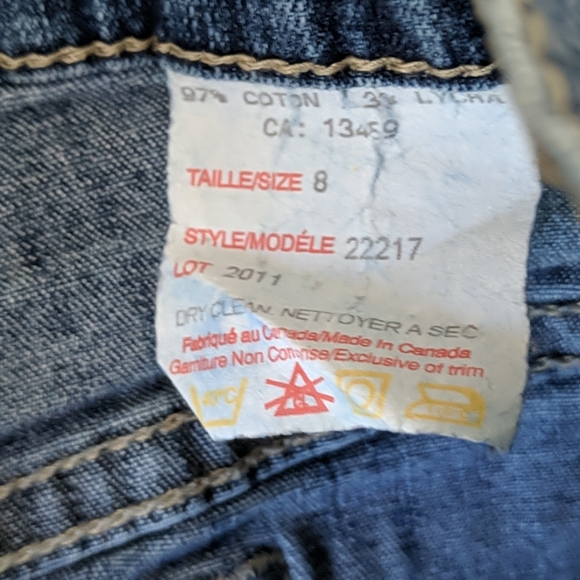 97% COTON 3% LYCRA
CA: 13459
TAILLE/SIZE 8
STYLE/MODÉLE 22217
LOT 2011
DRY CLEAN. NETTOYER A SEC
Fabriqué au Canada/Made In Canada
Garniture Non Comprise/Exclusive of trim